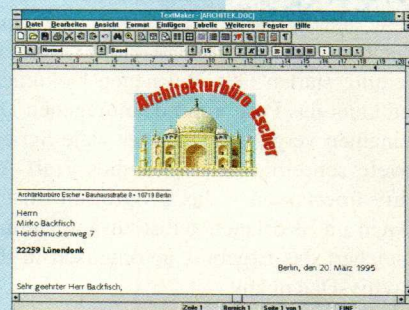 TextMaker - [ARCHITEK.DOC]
Datei Bearbeiten Ansicht Format Einfügen Tabelle Weiteres Fenster Hilfe
1 Normal Basel 15 F K U
Architekturbüro Escher
Architekturbüro Escher • Bauhausstraße 8 • 10719 Berlin
Herrn
Mirko Backfisch
Heidschnuckenweg 7
22259 Lünendonk
Berlin, den 20. März 1995
Sehr geehrter Herr Backfisch,
Zeile 1 Bereich 1 Seite 1 von 1 EINF